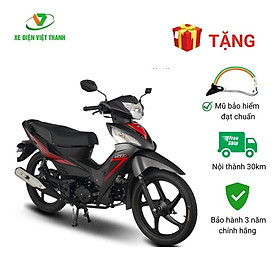 XE ĐIỆN VIỆT THANH
TẶNG
Mũ bảo hiểm
đạt chuẩn
Free
Ship
Nội thành 30km
Bảo hành 3 năm
chính hãng